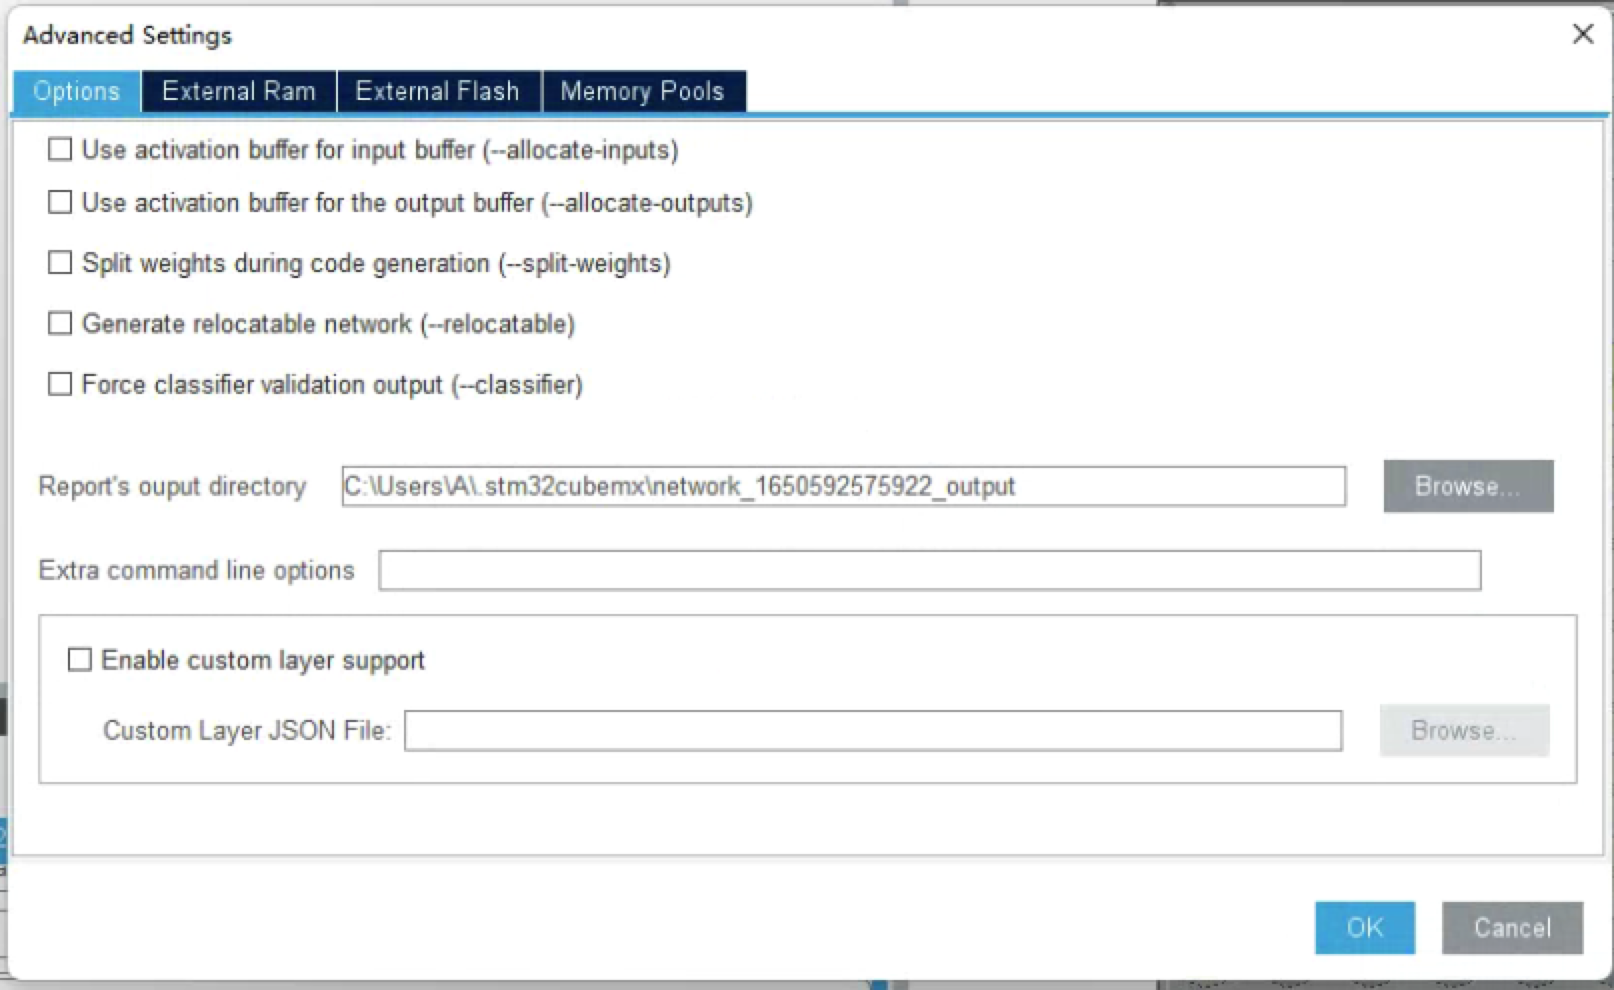 Advanced Settings
Options External Ram External Flash Memory Pools
Use activation buffer for input buffer (--allocate-inputs)
Use activation buffer for the output buffer (--allocate-outputs)
Split weights during code generation (--split-weights)
Generate relocatable network (--relocatable)
Force classifier validation output (--classifier)
Report's ouput directory C:\Users\A\.stm32cubemx\network_1650592575922_output Browse...
Extra command line options
Enable custom layer support
Custom Layer JSON File: Browse...
OK Cancel